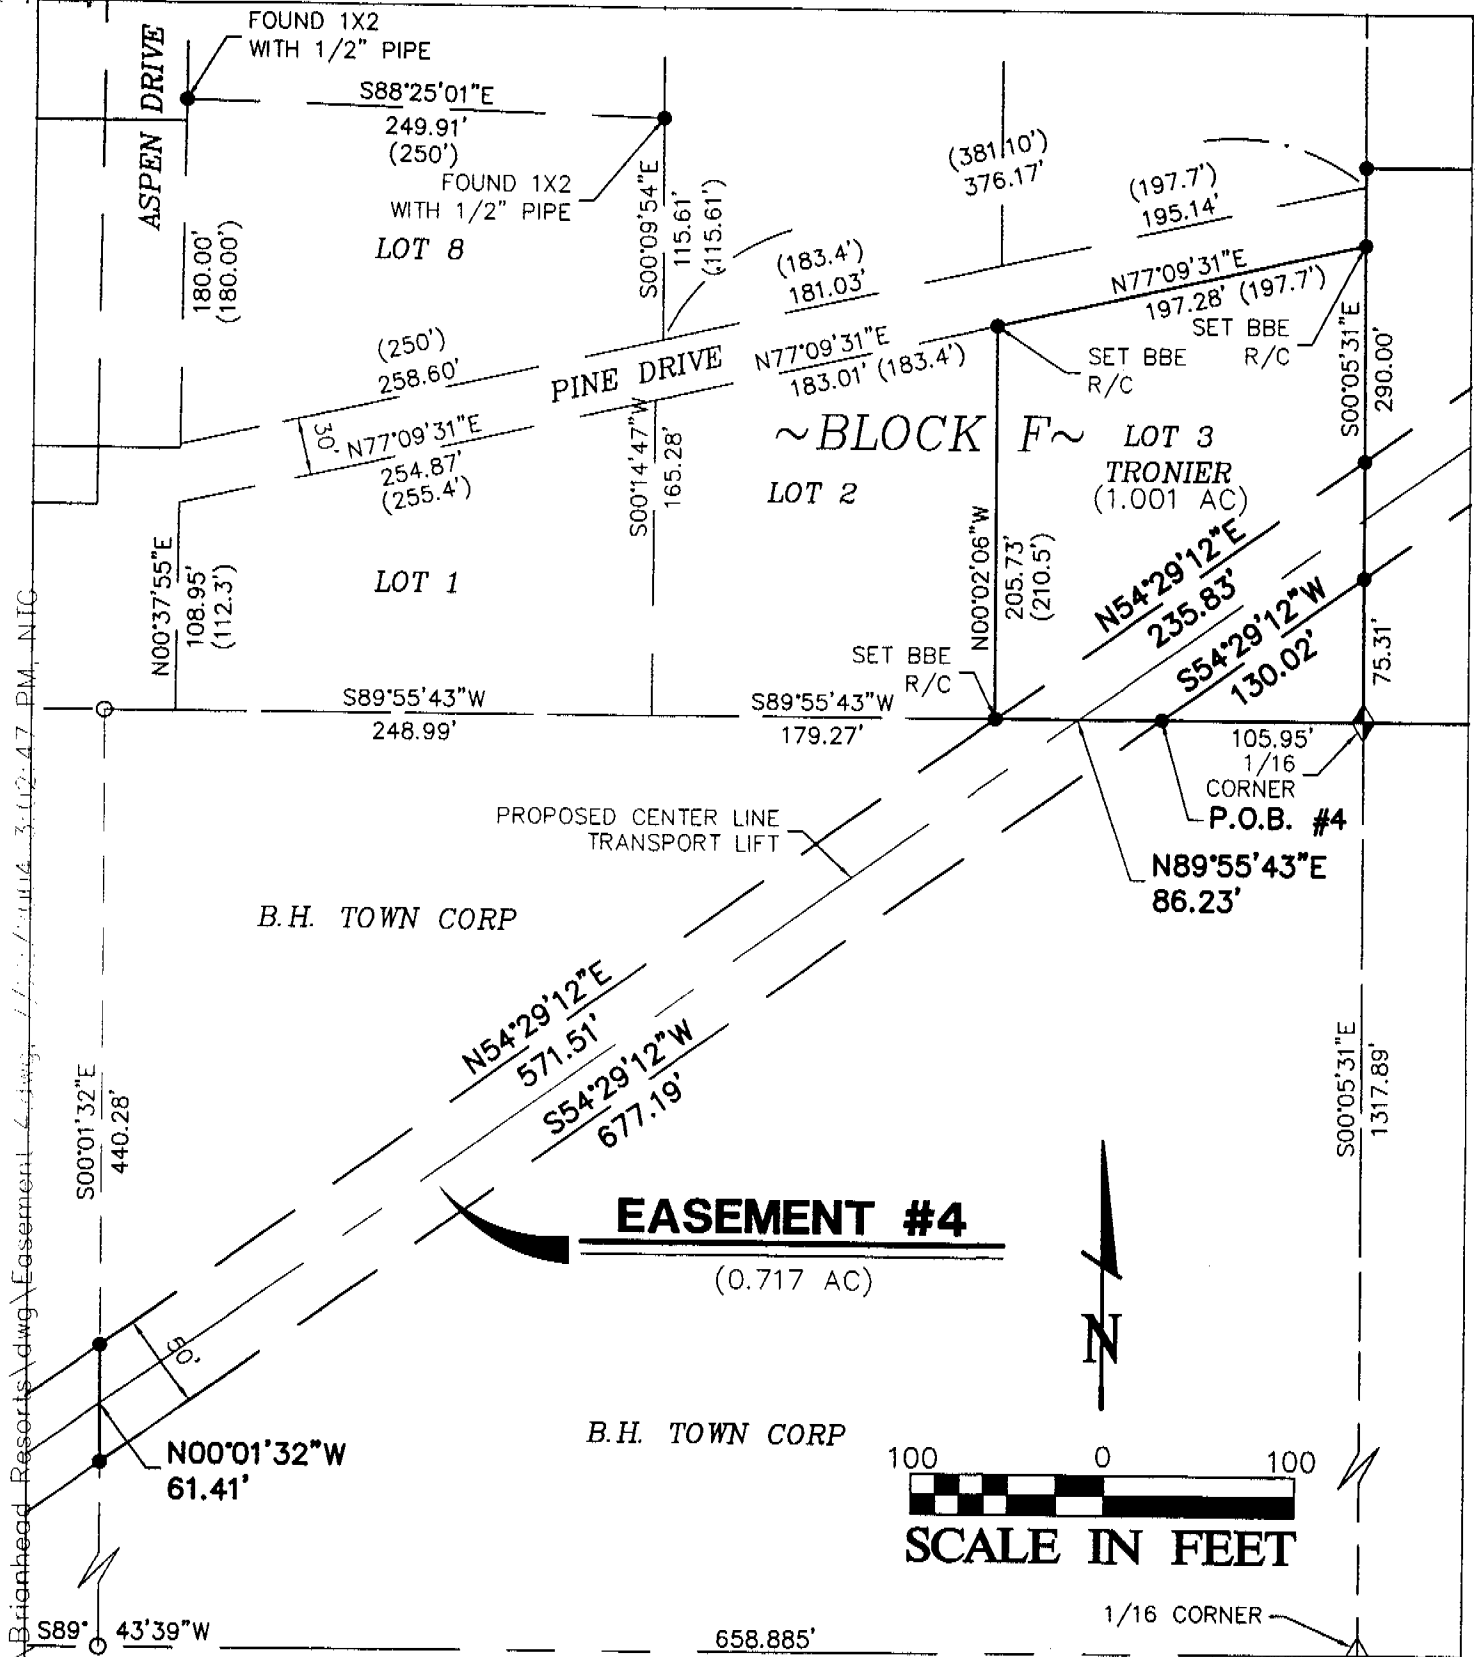 FOUND 1X2
WITH 1/2" PIPE
ASPEN DRIVE
S88°25'01"E
249.91'
(250')
FOUND 1X2
WITH 1/2" PIPE
180.00'
(180.00')
LOT 8
S00°09'54"E
115.61'
(115.61')
(381.10')
376.17'
(197.7')
195.14'
(183.4')
181.03'
N77°09'31"E
197.28' (197.7')
SET BBE
R/C
SET BBE
R/C
S00°05'31"E
290.00'
(250')
258.60'
PINE DRIVE
N77°09'31"E
183.01' (183.4')
30'
N77°09'31"E
254.87'
(255.4')
~BLOCK F~
LOT 3
TRONIER
(1.001 AC)
LOT 2
S00°14'47"W
165.28'
N00°37'55"E
108.95'
(112.3')
LOT 1
N00°02'06"W
205.73'
(210.5')
N54°29'12"E
235.83'
S54°29'12"W
130.02'
75.31'
SET BBE
R/C
S89°55'43"W
248.99'
S89°55'43"W
179.27'
105.95'
1/16
CORNER
P.O.B. #4
N89°55'43"E
86.23'
PROPOSED CENTER LINE
TRANSPORT LIFT
B.H. TOWN CORP
N54°29'12"E
571.51'
S54°29'12"W
677.19'
S00°01'32"E
440.28'
S00°05'31"E
1317.89'
EASEMENT #4
(0.717 AC)
N
50'
N00°01'32"W
61.41'
B.H. TOWN CORP
100 0 100
SCALE IN FEET
1/16 CORNER
S89° 43'39"W
658.885'
Brianhead Resorts\dwg\Easement 3:02:47 PM, NTG